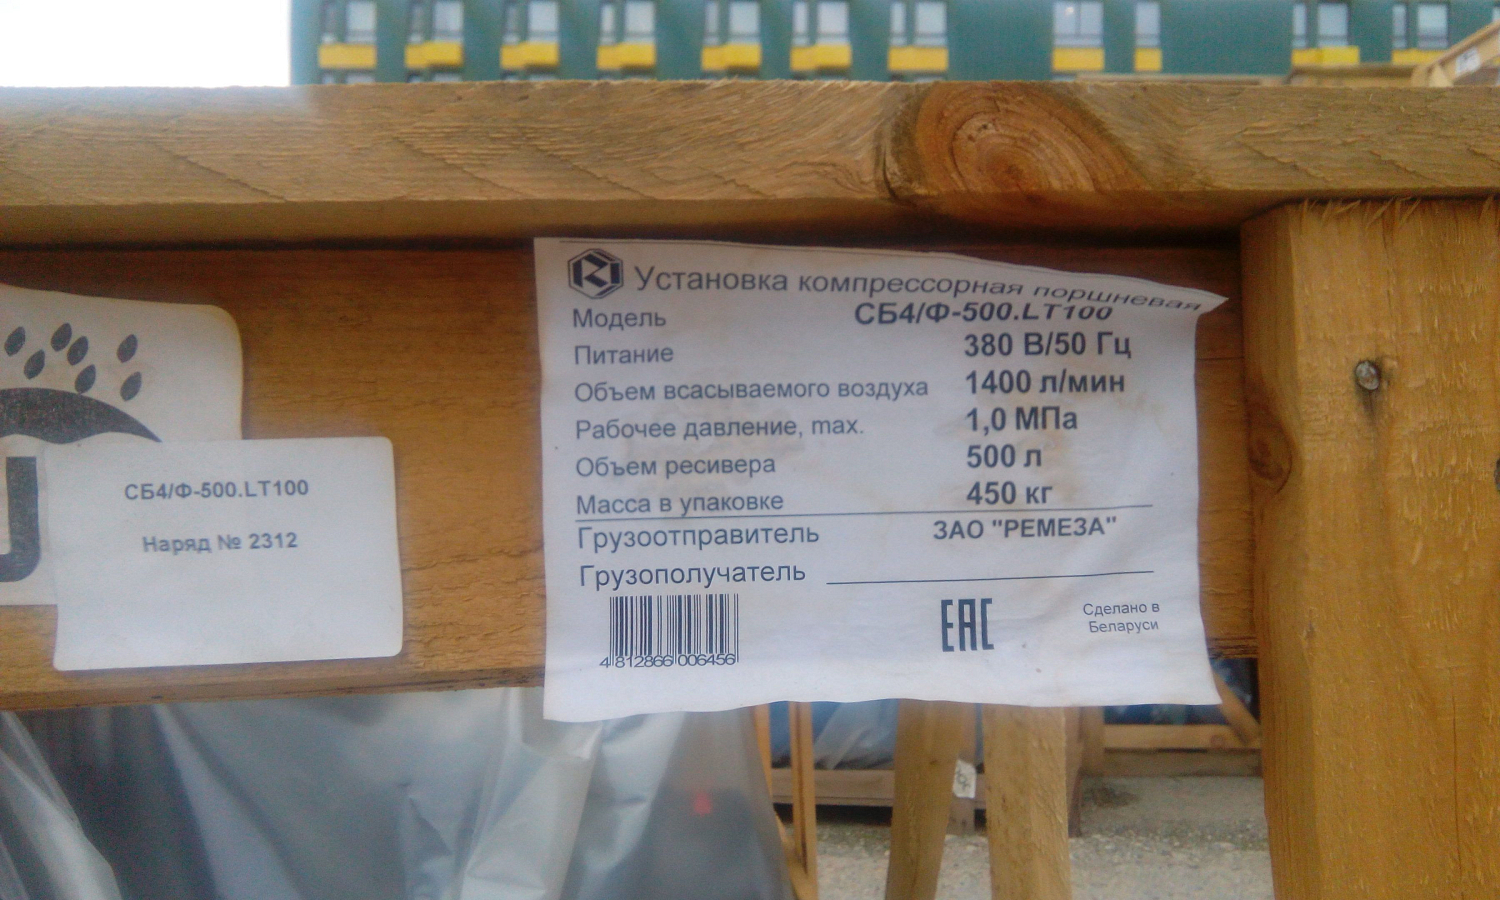 Установка компрессорная поршневая
Модель СБ4/Ф-500.LT100
Питание 380 В/50 Гц
Объем всасываемого воздуха 1400 л/мин
Рабочее давление, max. 1,0 МПа
Объем ресивера 500 л
Масса в упаковке 450 кг
Грузоотправитель ЗАО "РЕМЕЗА"
Грузополучатель
4 812866 006456
EAC
Сделано в
Беларуси
СБ4/Ф-500.LT100
Наряд № 2312